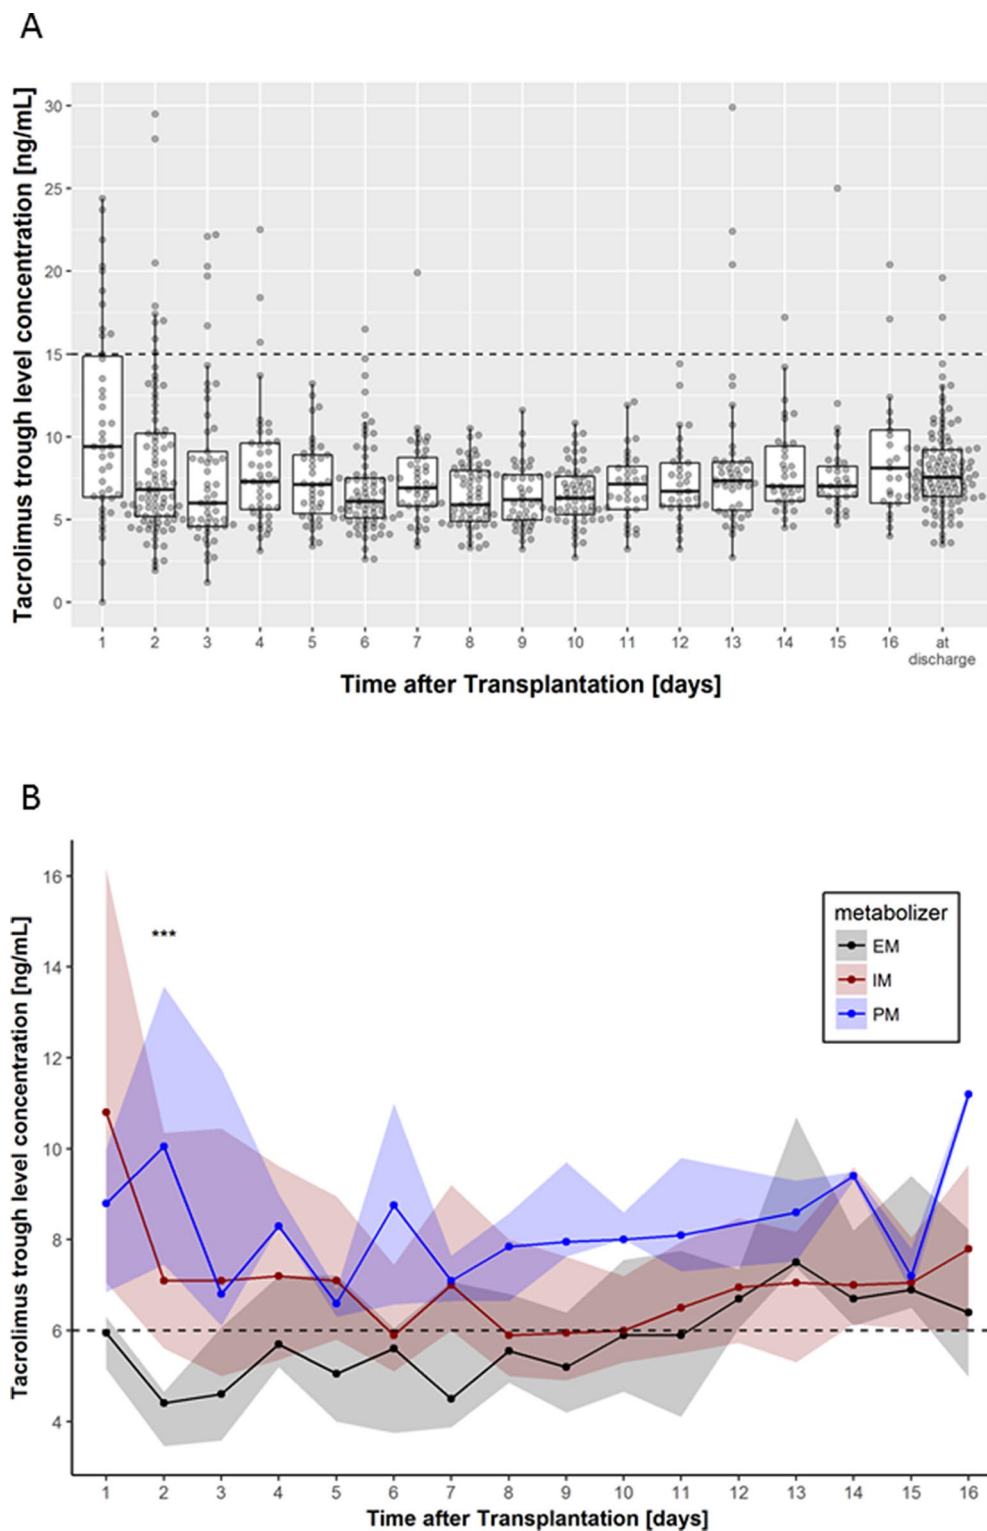 A
Tacrolimus trough level concentration [ng/mL]
30
25
20
15
10
5
0
1 2 3 4 5 6 7 8 9 10 11 12 13 14 15 16 at discharge
Time after Transplantation [days]
B
Tacrolimus trough level concentration [ng/mL]
16
14
12
10
8
6
4
***
metabolizer
EM
IM
PM
1 2 3 4 5 6 7 8 9 10 11 12 13 14 15 16
Time after Transplantation [days]